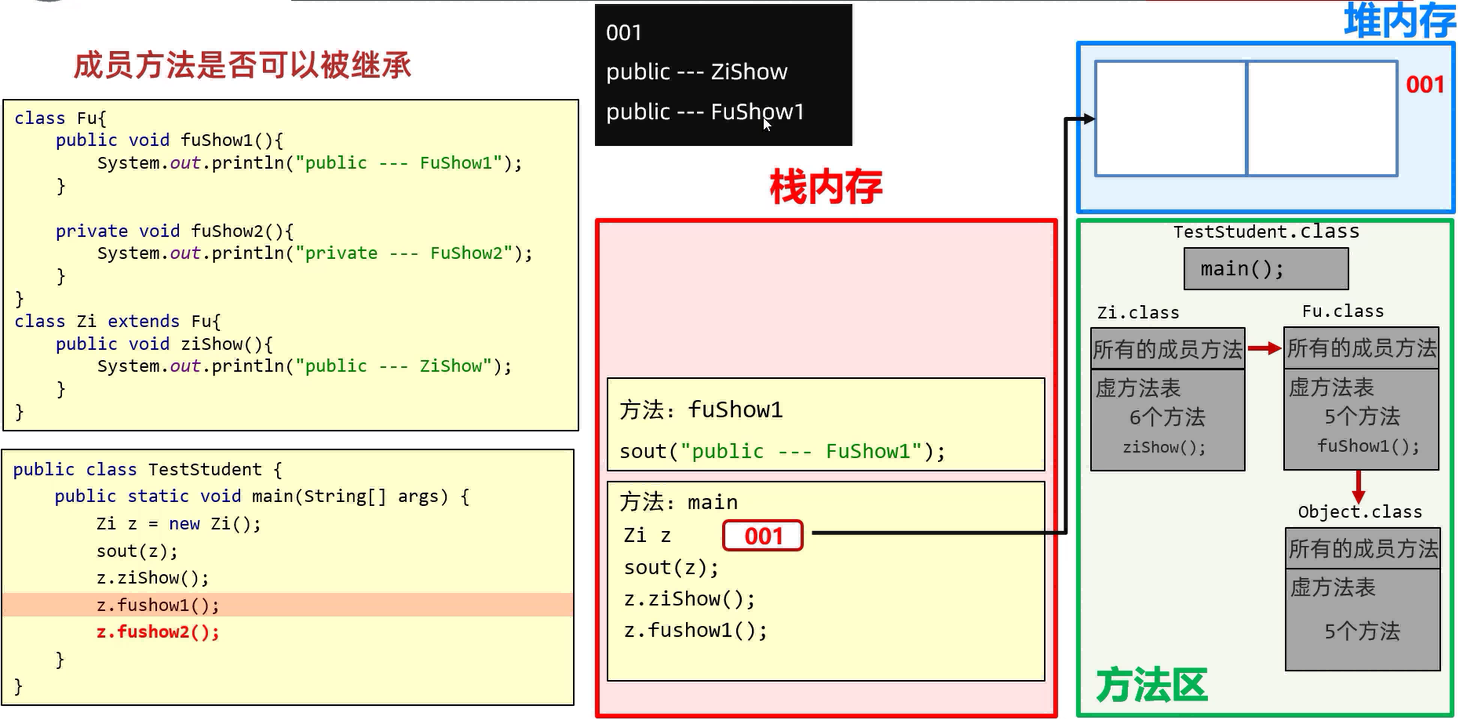 成员方法是否可以被继承
class Fu{
public void fuShow1(){
System.out.println("public --- FuShow1");
}
private void fuShow2(){
System.out.println("private --- FuShow2");
}
}
class Zi extends Fu{
public void ziShow(){
System.out.println("public --- ZiShow");
}
}
public class TestStudent {
public static void main(String[] args) {
Zi z = new Zi();
sout(z);
z.ziShow();
z.fushow1();
z.fushow2();
}
}
001
public --- ZiShow
public --- FuShow1
栈内存
方法：fuShow1
sout("public --- FuShow1");
方法：main
Zi z 001
sout(z);
z.ziShow();
z.fushow1();
堆内存
001
TestStudent.class
main();
Zi.class
所有的成员方法
虚方法表
6个方法
ziShow();
Fu.class
所有的成员方法
虚方法表
5个方法
fuShow1();
Object.class
所有的成员方法
虚方法表
5个方法
方法区